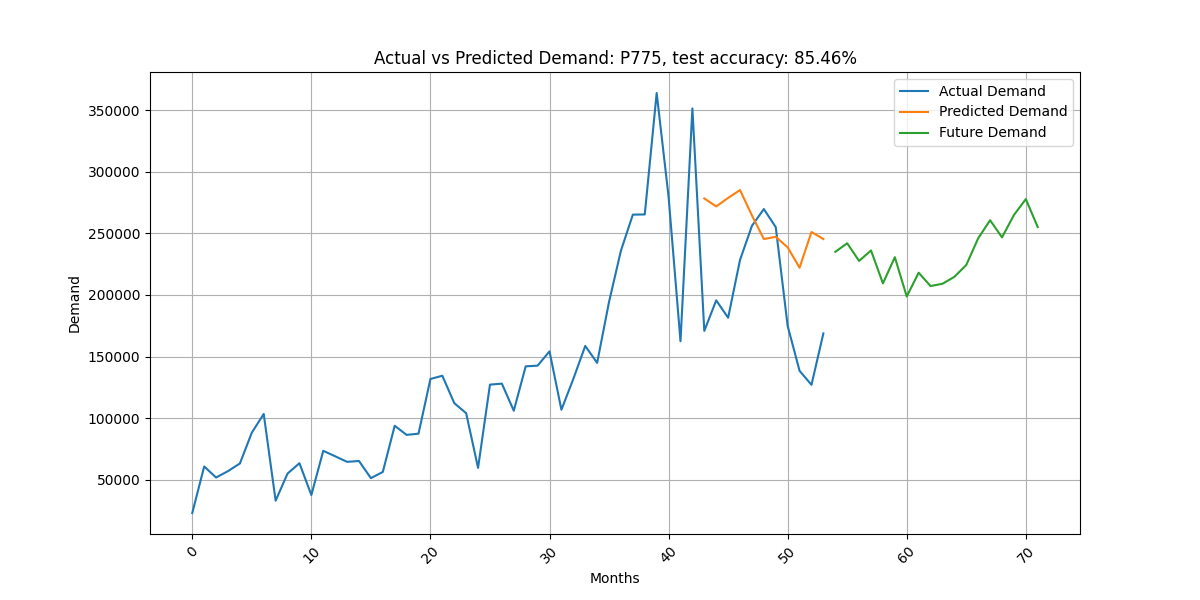 Actual vs Predicted Demand: P775, test accuracy: 85.46%
Actual Demand
Predicted Demand
Future Demand
350000
300000
250000
200000
150000
100000
50000
Demand
0
10
20
30
40
50
60
70
Months